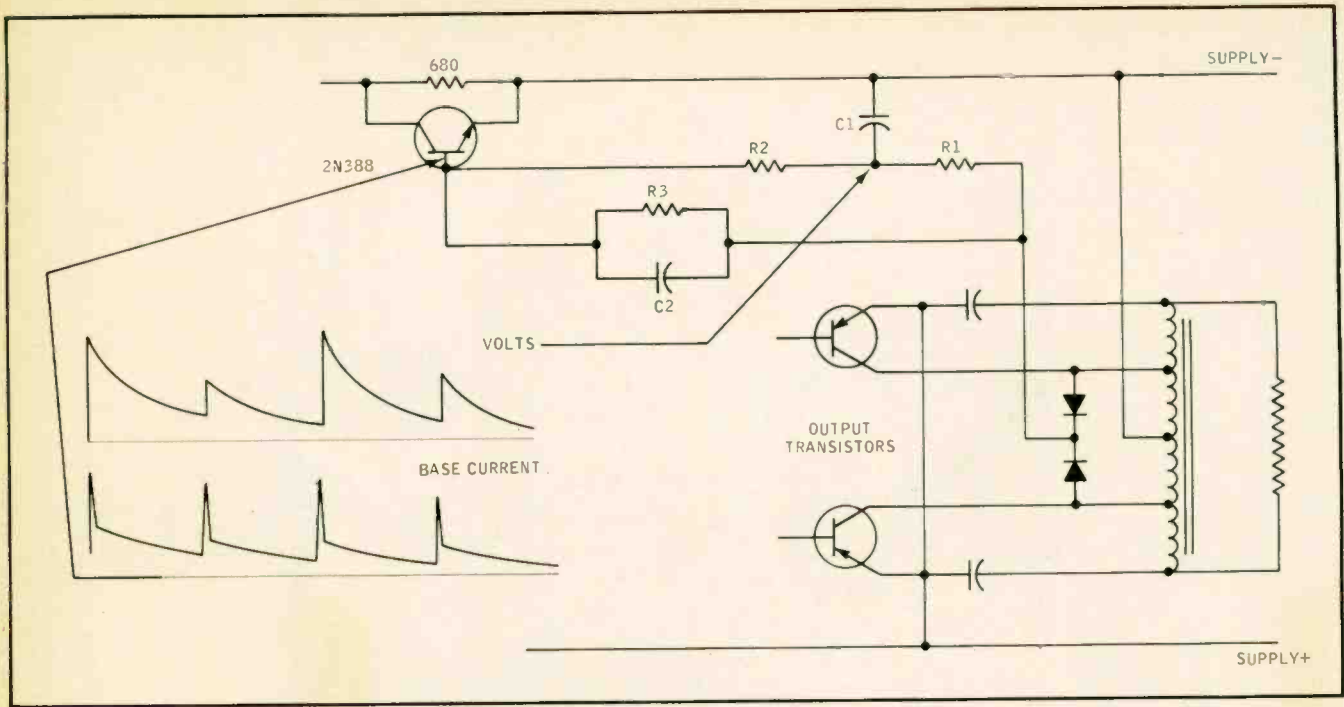 680
SUPPLY-
C1
2N388
R2
R1
R3
C2
VOLTS
OUTPUT
TRANSISTORS
BASE CURRENT
SUPPLY+